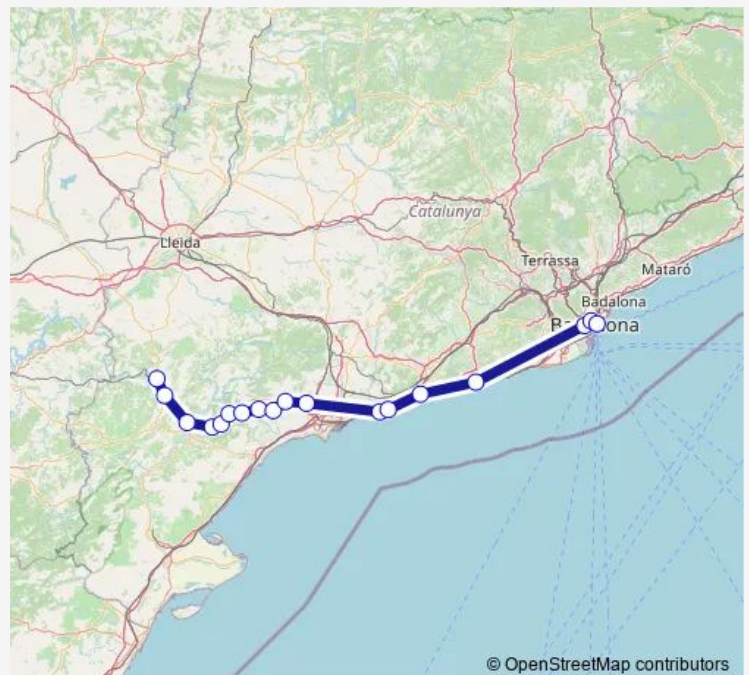 Catalunya
Lleida
Terrassa
Mataró
Badalona
© OpenStreetMap contributors